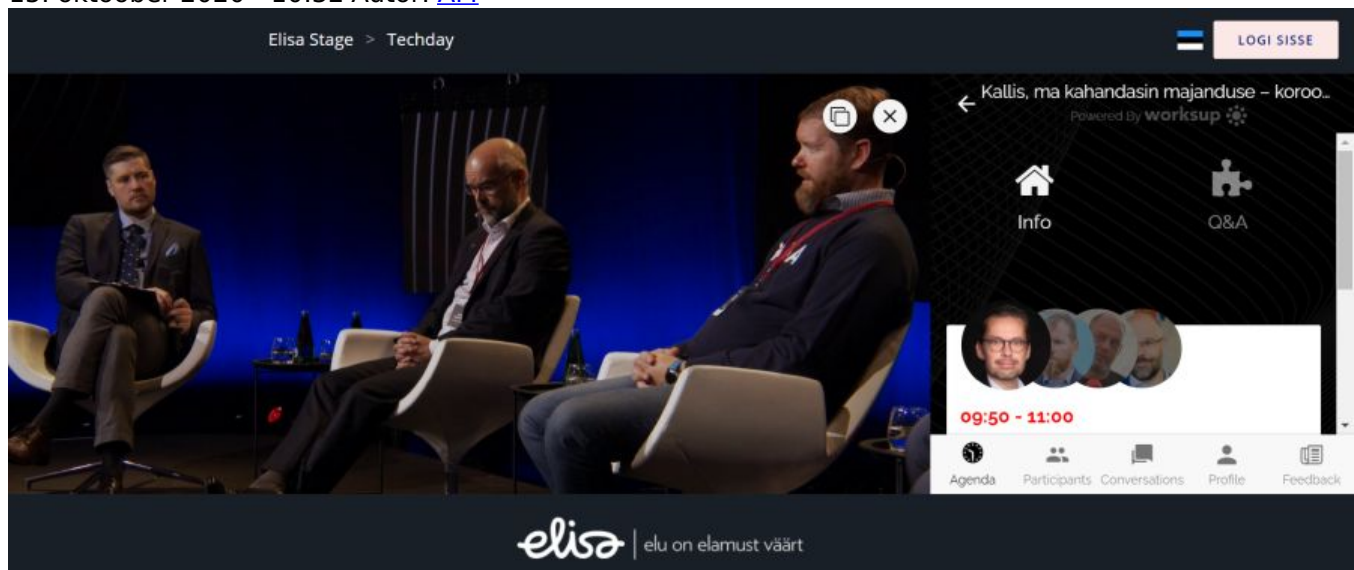 Elisa Stage > Techday
LOGI SISSE
Kallis, ma kahandasin majanduse – koroo...
Powered By worksup
Info
Q&A
09:50 - 11:00
Agenda
Participants
Conversations
Profile
Feedback
elisa
elu on elamust väärt